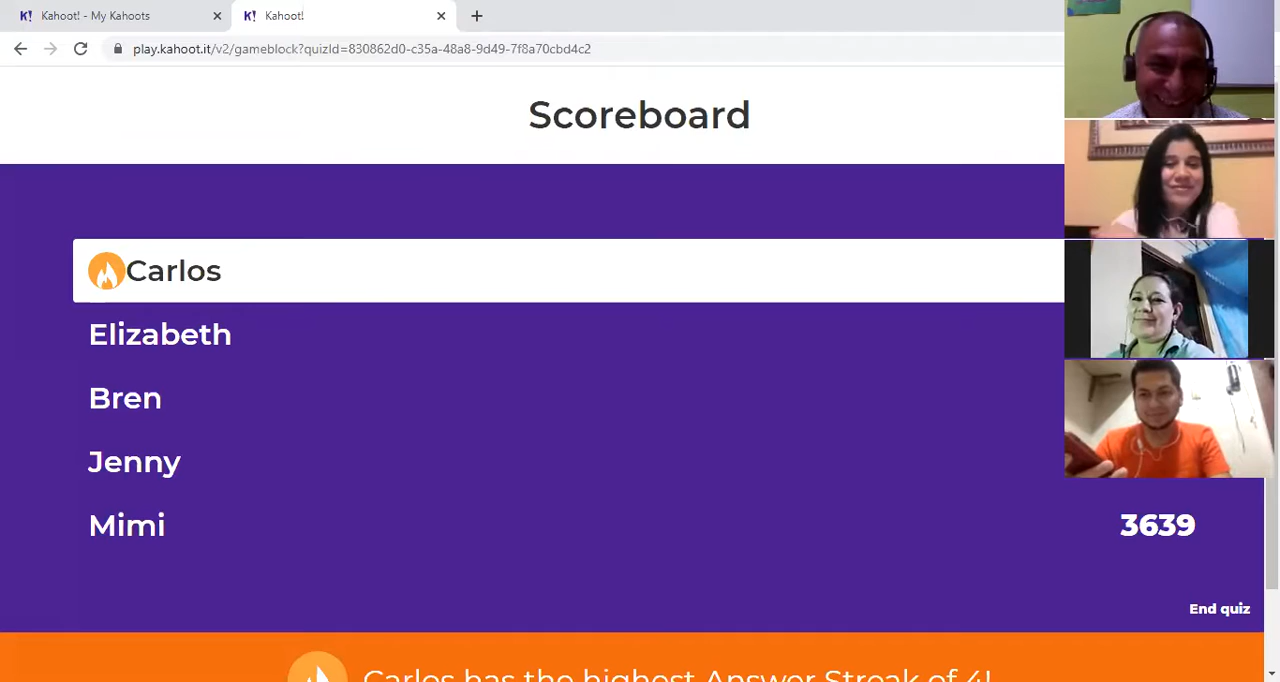 K! Kahoot! - My Kahoots
K! Kahoot!
play.kahoot.it/v2/gameblock?quizId=830862d0-c35a-48a8-9d49-7f8a70cbd4c2
Scoreboard
Carlos
Elizabeth
Bren
Jenny
Mimi 3639
End quiz
Carlos has the highest Answer Streak of 4!